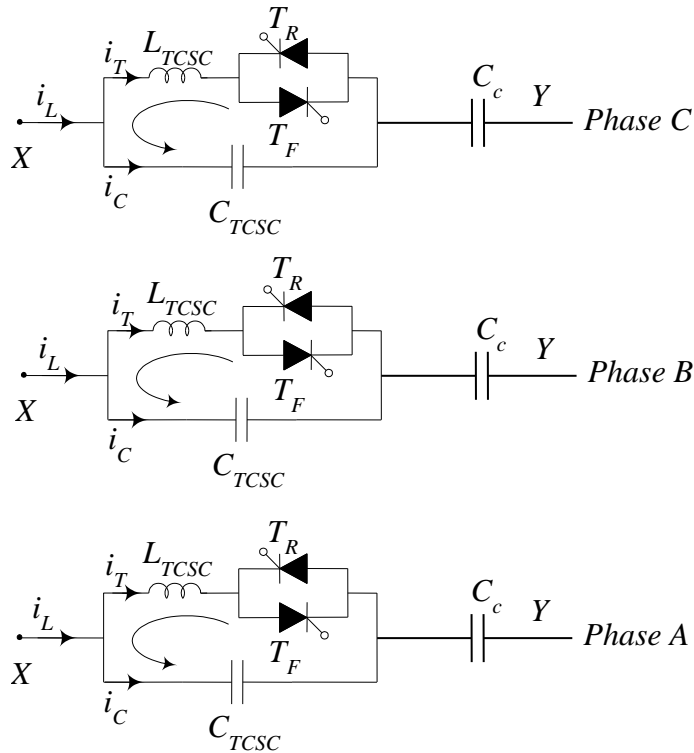 T_R
i_T L_TCSC
i_L
C_c Y Phase C
X
T_F
i_C
C_TCSC
T_R
i_T L_TCSC
i_L
C_c Y Phase B
X
T_F
i_C
C_TCSC
T_R
i_T L_TCSC
i_L
C_c Y Phase A
X
T_F
i_C
C_TCSC